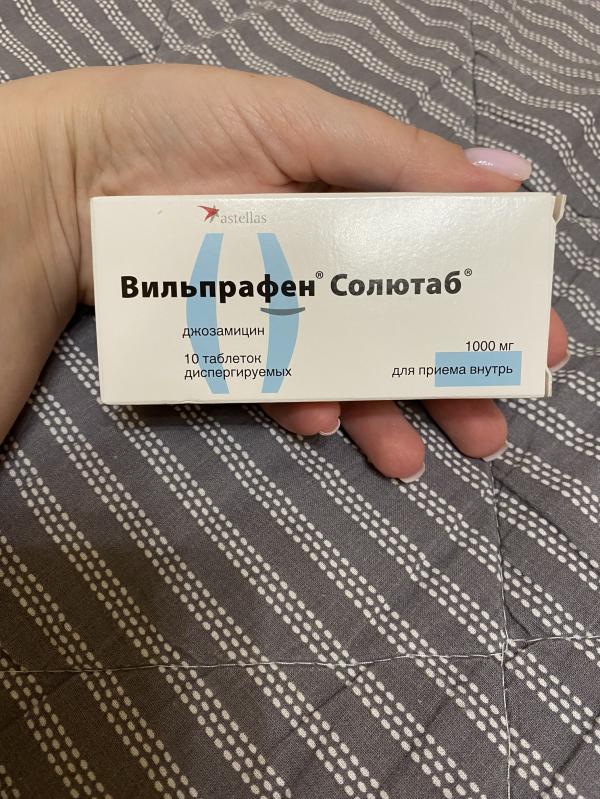 astellas
Вильпрафен® Солютаб®
джозамицин
1000 мг
10 таблеток
диспергируемых
для приема внутрь